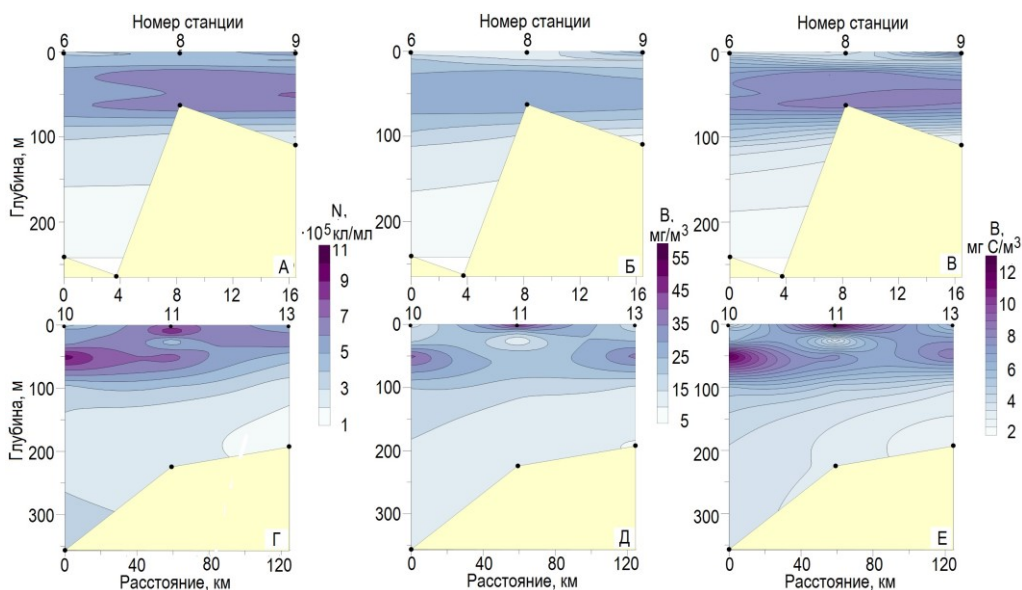 Номер станции Номер станции Номер станции
6 8 9 6 8 9 6 8 9
0 0 0
100 100 100
200 200 200
Глубина, м
А Б В
0 4 8 12 16 0 4 8 12 16 0 4 8 12 16
N,
·10⁵ кл/мл
11
9
7
5
3
1
В,
мг/м³
55
45
35
25
15
5
В,
мг С/м³
12
10
8
6
4
2
10 11 13 10 11 13 10 11 13
0 0 0
100 100 100
200 200 200
300 300 300
Глубина, м
Г Д Е
0 40 80 120 0 40 80 120 0 40 80 120
Расстояние, км Расстояние, км Расстояние, км